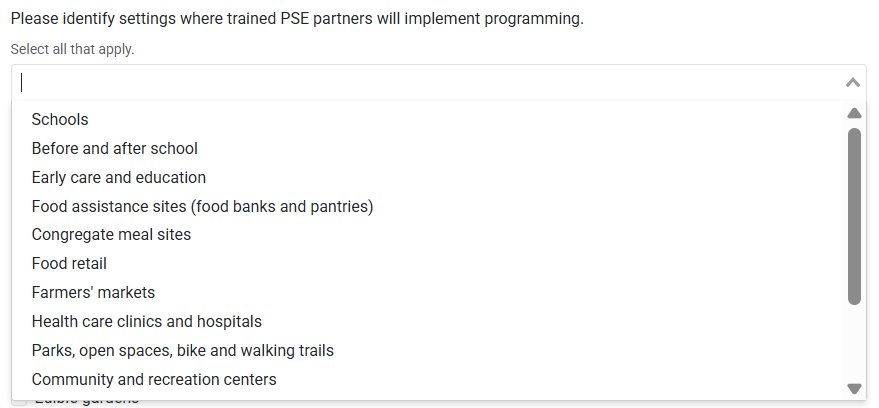 Please identify settings where trained PSE partners will implement programming.
Select all that apply.
Schools
Before and after school
Early care and education
Food assistance sites (food banks and pantries)
Congregate meal sites
Food retail
Farmers' markets
Health care clinics and hospitals
Parks, open spaces, bike and walking trails
Community and recreation centers
Edible gardens